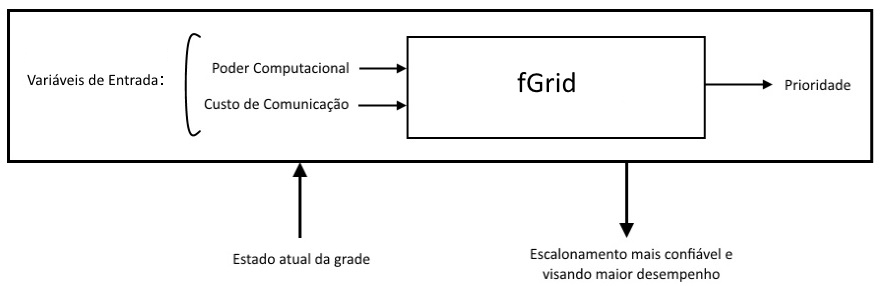 Variáveis de Entrada:
Poder Computacional
Custo de Comunicação
fGrid
Prioridade
Estado atual da grade
Escalonamento mais confiável e
visando maior desempenho